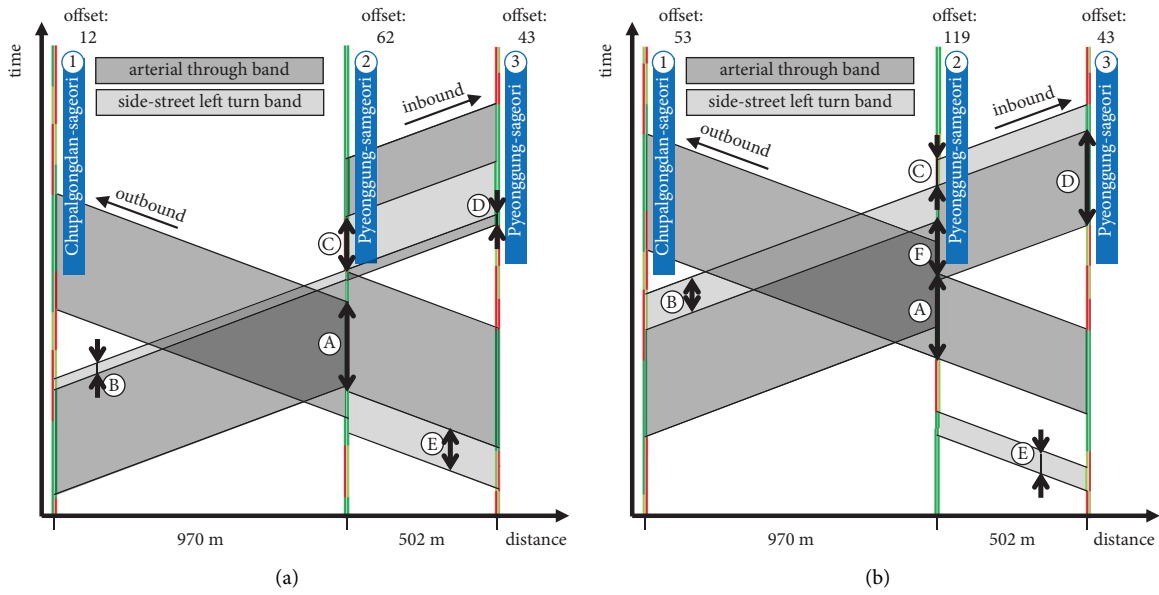 offset:
12
offset:
62
offset:
43
time
1
2
3
arterial through band
side-street left turn band
Chupalgongdan-sageori
Pyeonggung-samgeori
Pyeonggung-sageori
inbound
outbound
D
C
A
B
E
970 m
502 m
distance
(a)
offset:
53
offset:
119
offset:
43
time
1
2
3
arterial through band
side-street left turn band
Chupalgongdan-sageori
Pyeonggung-samgeori
Pyeonggung-sageori
inbound
outbound
C
D
F
B
A
E
970 m
502 m
distance
(b)